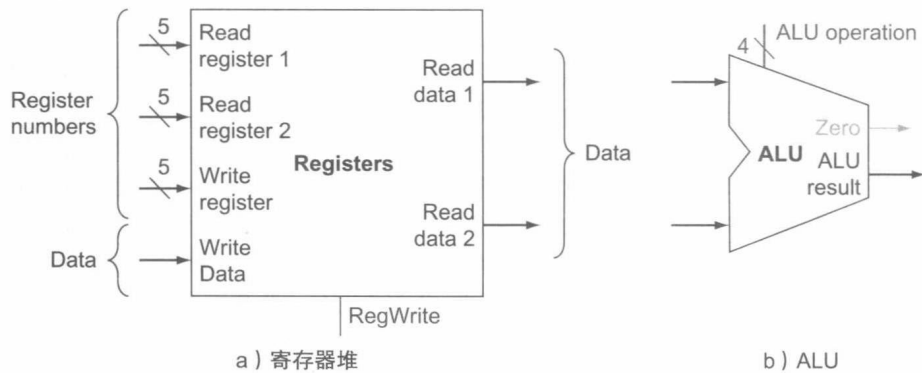 Register
numbers
5
Read
register 1
5
Read
register 2
5
Write
register
Data
Write
Data
Registers
Read
data 1
Read
data 2
Data
RegWrite
a）寄存器堆
4
ALU operation
ALU
Zero
ALU
result
b）ALU